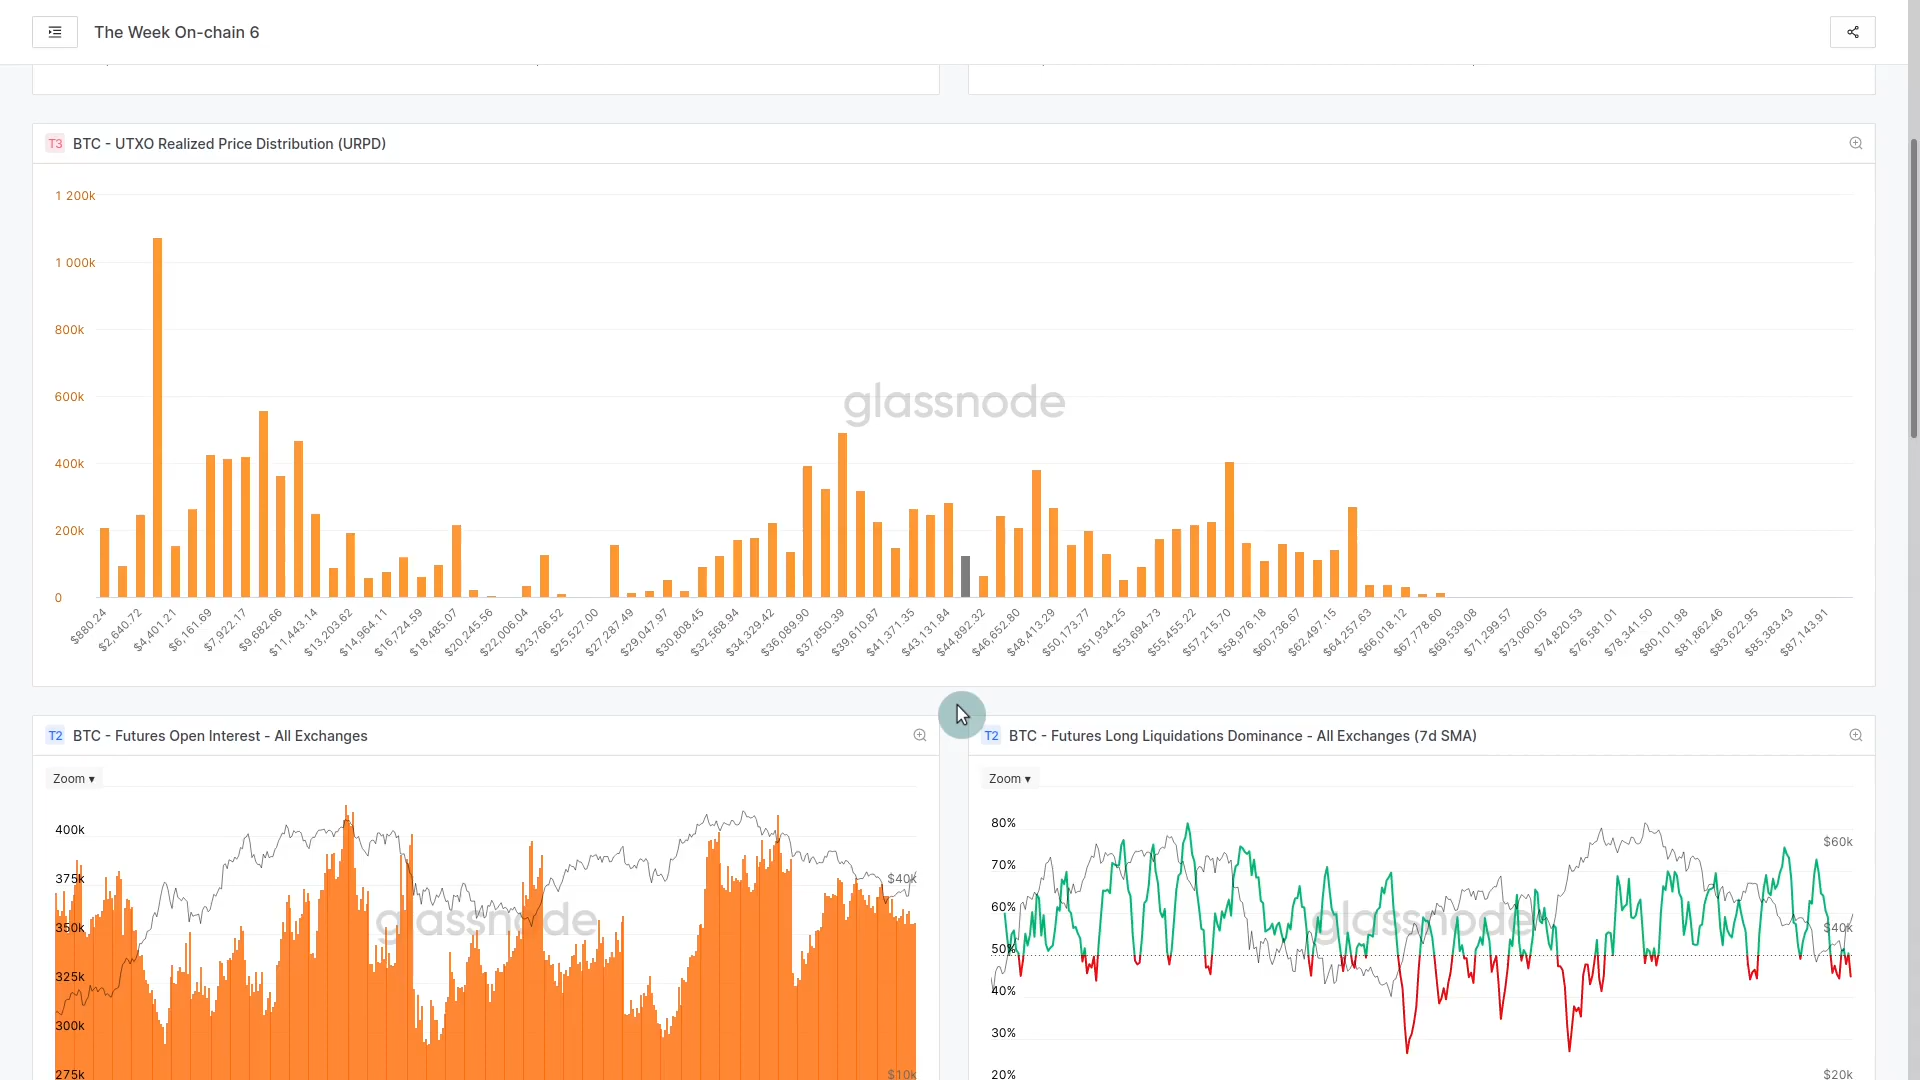 The Week On-chain 6
T3 BTC - UTXO Realized Price Distribution (URPD)
1 200k
1 000k
800k
600k
400k
200k
0
glassnode
$880.24 $2,640.72 $4,401.21 $6,161.69 $7,922.17 $9,682.66 $11,443.14 $13,203.62 $14,964.11 $16,724.59 $18,485.07 $20,245.56 $22,006.04 $23,766.52 $25,527.00 $27,287.49 $29,047.97 $30,808.45 $32,568.94 $34,329.42 $36,089.90 $37,850.39 $39,610.87 $41,371.35 $43,131.84 $44,892.32 $46,652.80 $48,413.29 $50,173.77 $51,934.25 $53,694.73 $55,455.22 $57,215.70 $58,976.18 $60,736.67 $62,497.15 $64,257.63 $66,018.12 $67,778.60 $69,539.08 $71,299.57 $73,060.05 $74,820.53 $76,581.01 $78,341.50 $80,101.98 $81,862.46 $83,622.95 $85,383.43 $87,143.91
T2 BTC - Futures Open Interest - All Exchanges
Zoom ▾
400k
375k
350k
325k
300k
275k
$40k
$10k
glassnode
T2 BTC - Futures Long Liquidations Dominance - All Exchanges (7d SMA)
Zoom ▾
80%
70%
60%
50%
40%
30%
20%
$60k
$40k
$20k
glassnode